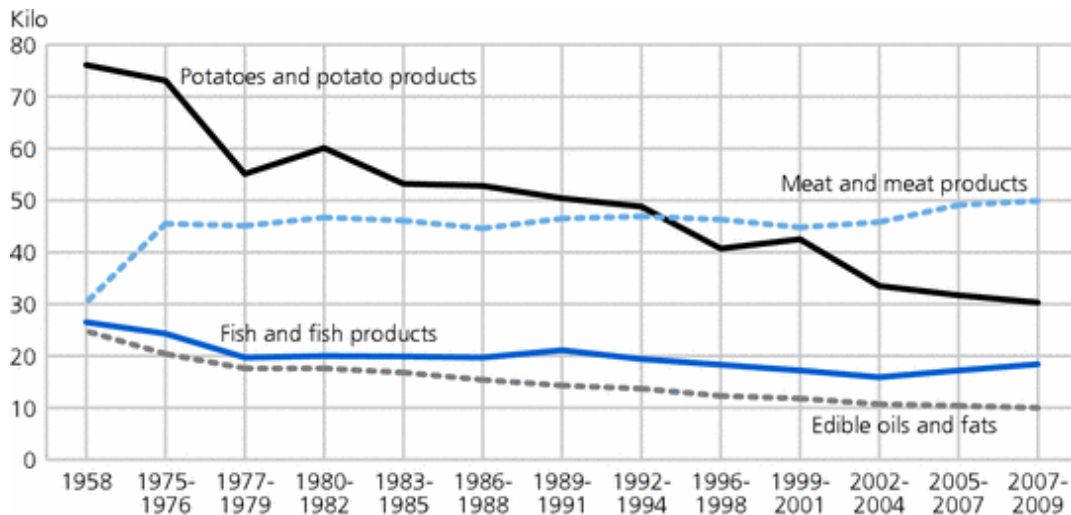 Kilo
80
Potatoes and potato products
70
60
Meat and meat products
50
40
30
Fish and fish products
20
10
Edible oils and fats
0
1958 1975- 1977- 1980- 1983- 1986- 1989- 1992- 1996- 1999- 2002- 2005- 2007-
1976 1979 1982 1985 1988 1991 1994 1998 2001 2004 2007 2009